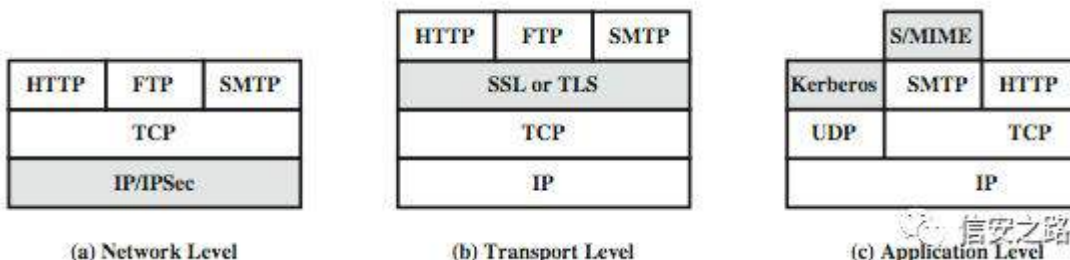 HTTP FTP SMTP
TCP
IP/IPSec
(a) Network Level
HTTP FTP SMTP
SSL or TLS
TCP
IP
(b) Transport Level
S/MIME
Kerberos SMTP HTTP
UDP TCP
IP
信安之路
(c) Application Level